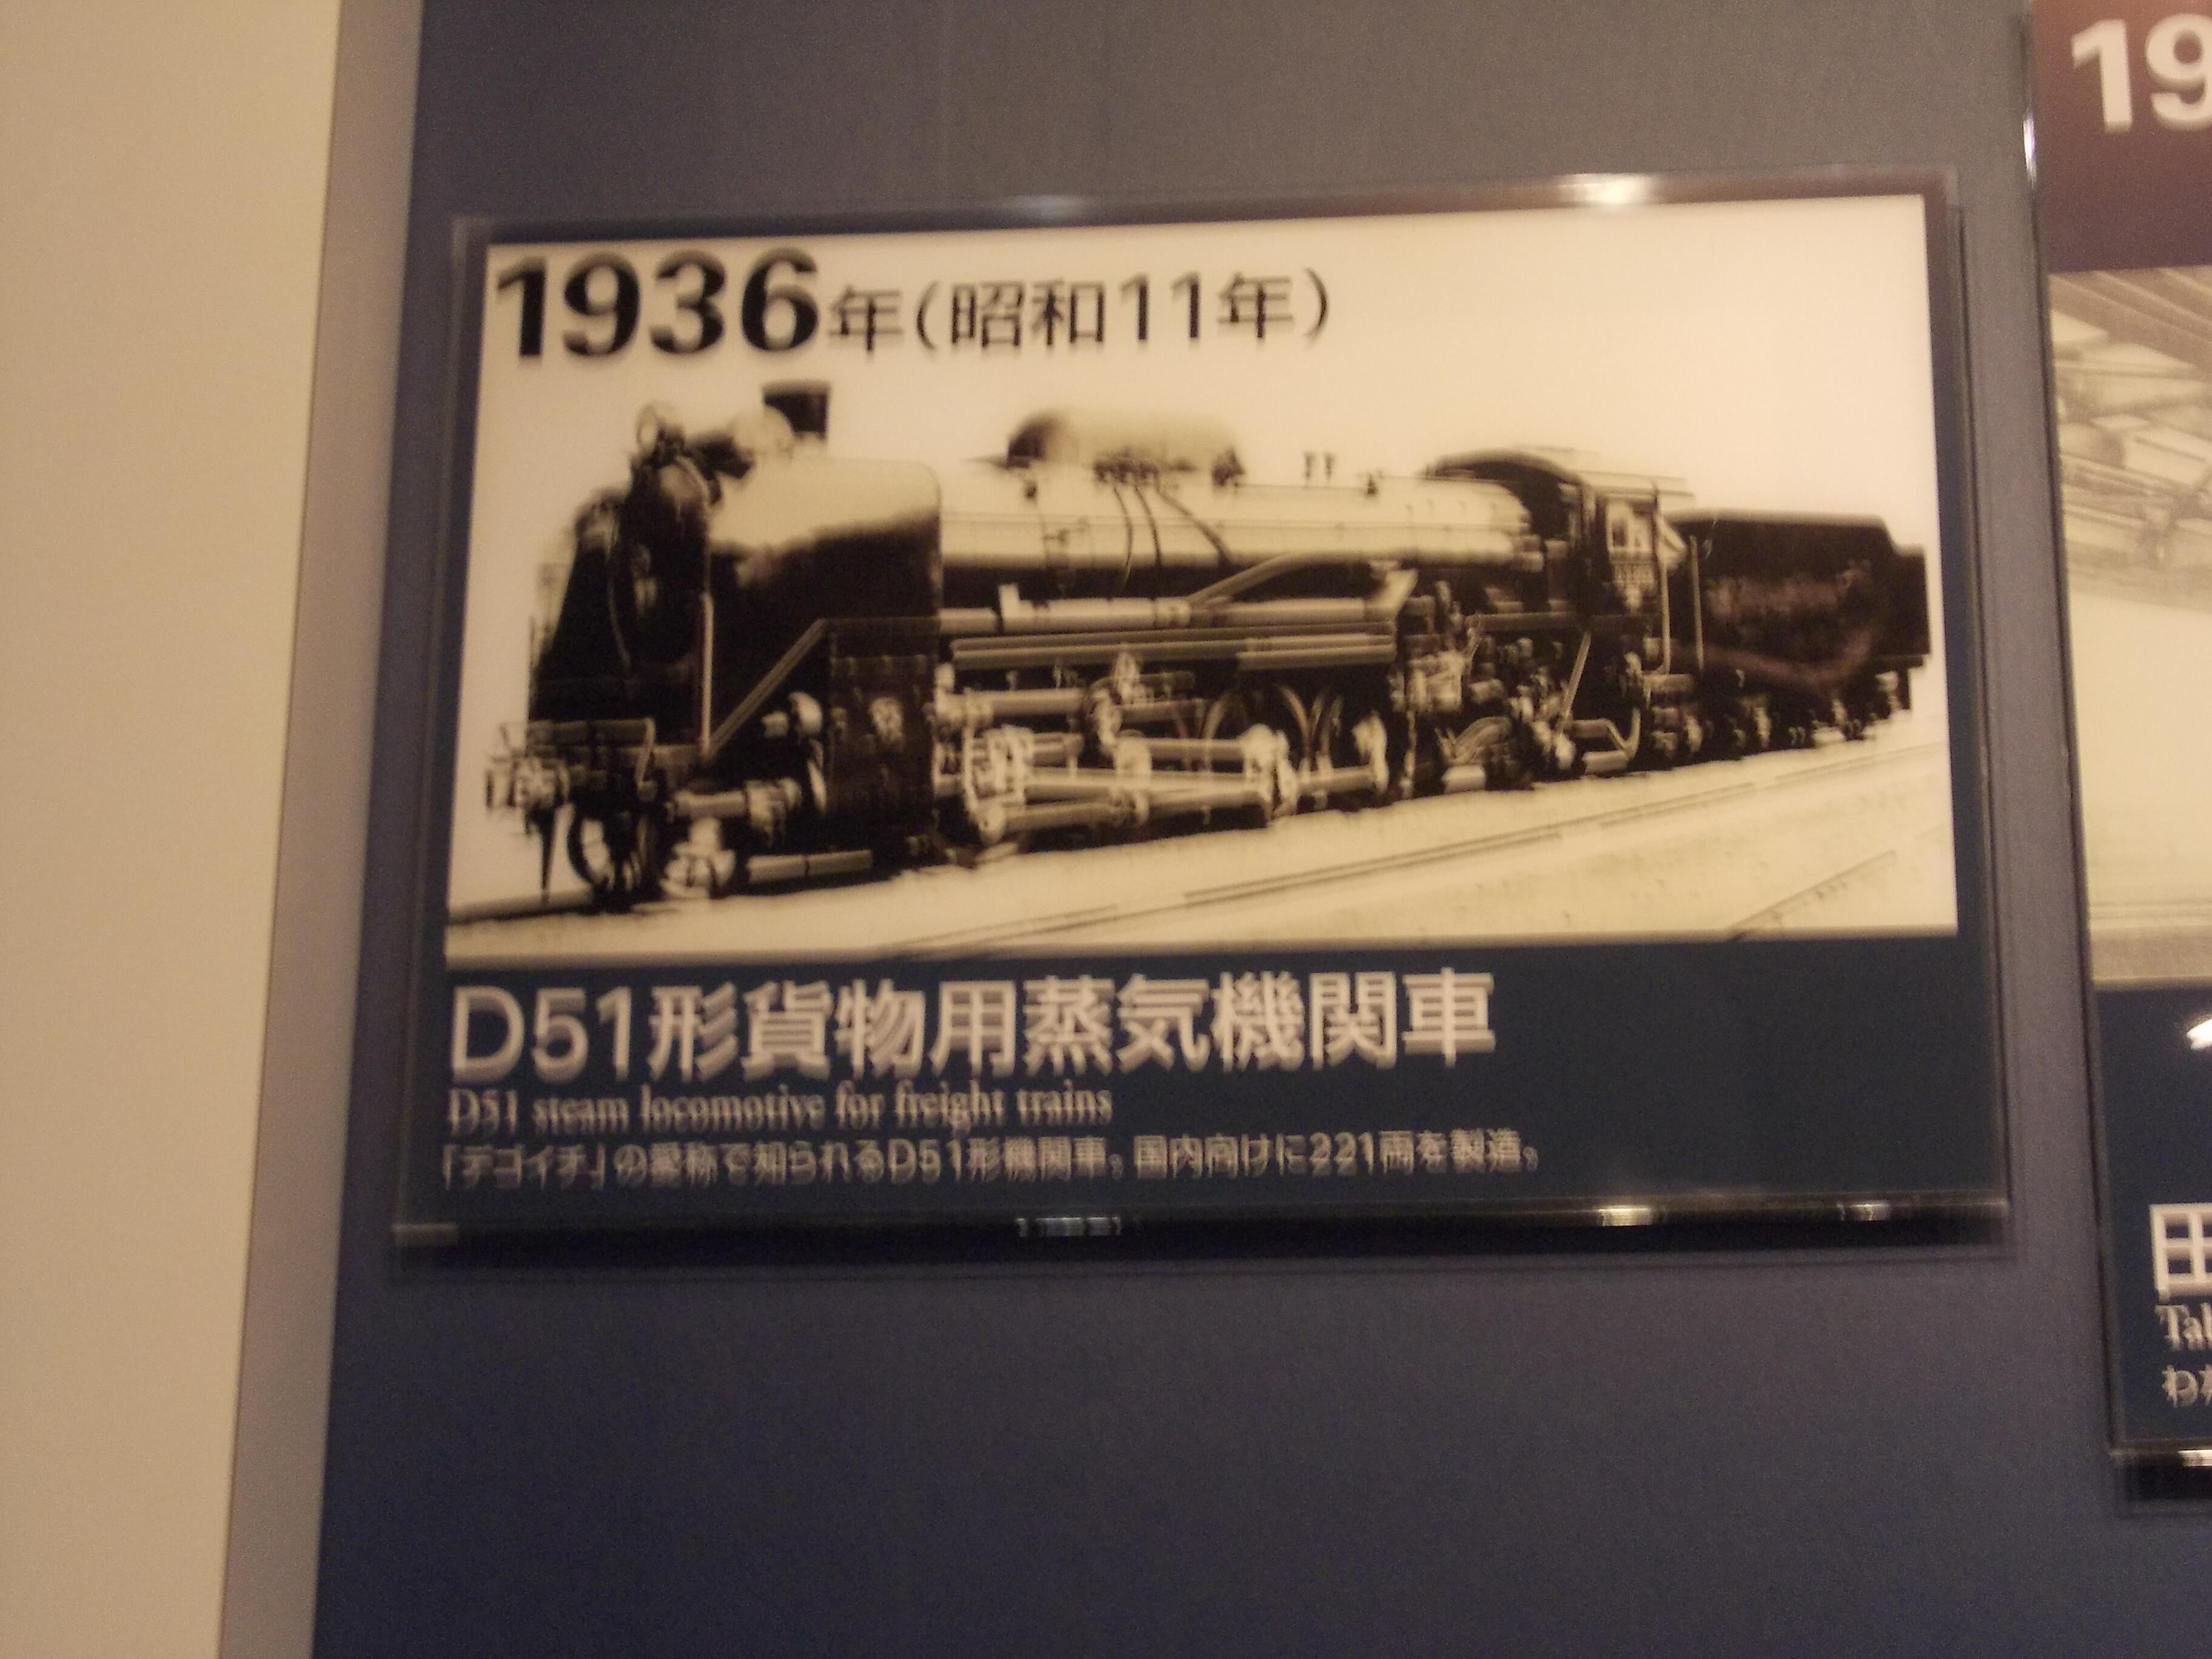 1936年(昭和11年)
D51形貨物用蒸気機関車
D51 steam locomotive for freight trains
「デゴイチ」の愛称で知られるD51形機関車。国内向けに221両を製造。
19
Tal
わ